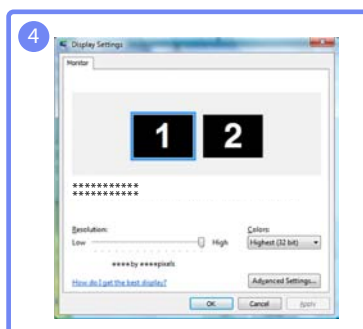 4
Display Settings
Monitor
1 2
***********
***********
Resolution:
Low High
****by ****pixels
Colors:
Highest (32 bit)
How do I get the best display?
Advanced Settings...
OK Cancel Apply